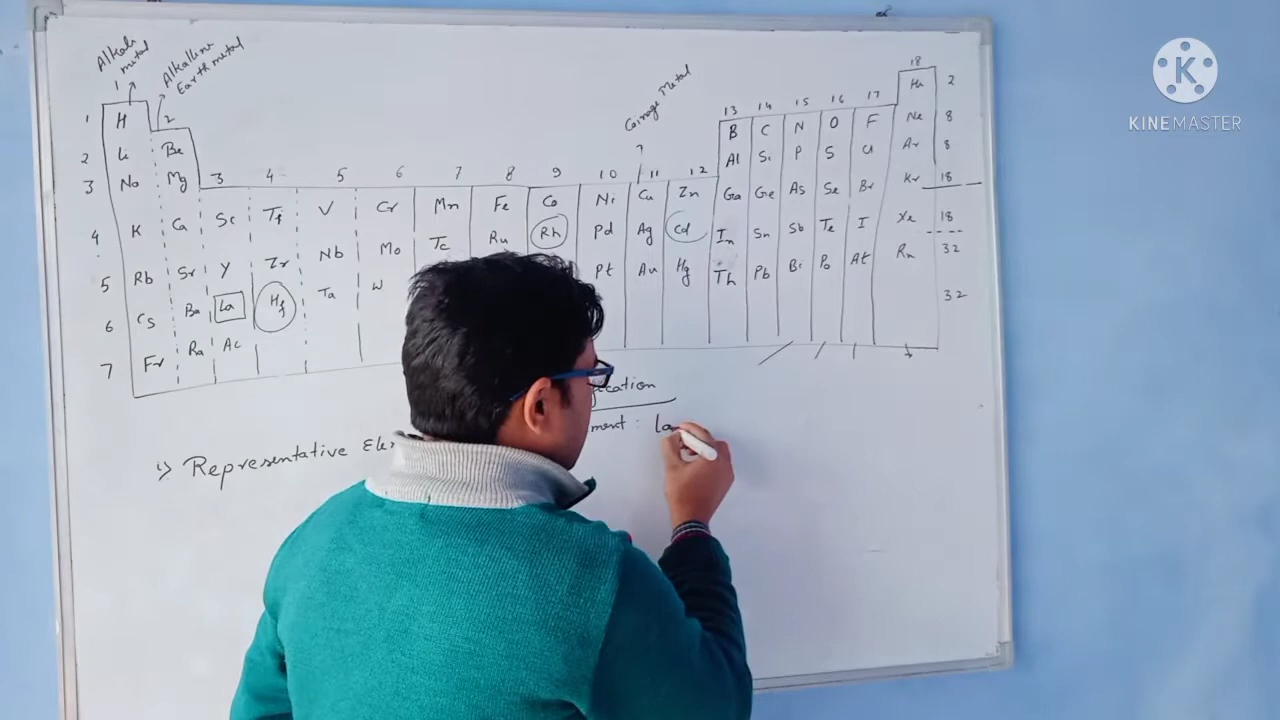 Alkali metal
Alkaline Earth metal
Coinage Metal
1 2 3 4 5 6 7 8 9 10 11 12 13 14 15 16 17 18
1 H He 2
2 Li Be B C N O F Ne 8
3 Na Mg Al Si P S Cl Ar 8
4 K Ca Sc Ti V Cr Mn Fe Co Ni Cu Zn Ga Ge As Se Br Kr 18
5 Rb Sr Y Zr Nb Mo Tc Ru Rh Pd Ag Cd In Sn Sb Te I Xe 18
6 Cs Ba La Hf Ta W Pt Au Hg Th Pb Bi Po At Rn 32
7 Fr Ra Ac 32
i) Representative
ment : la
K
KINEMASTER